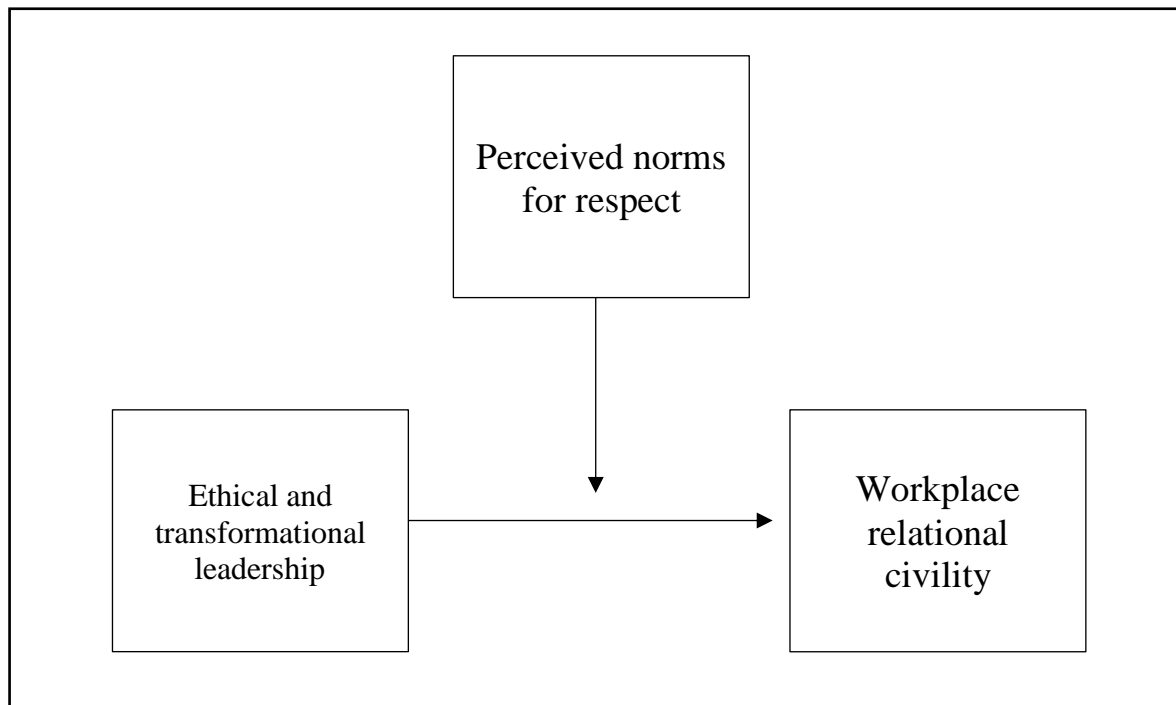 Perceived norms
for respect
Ethical and
transformational
leadership
Workplace
relational
civility